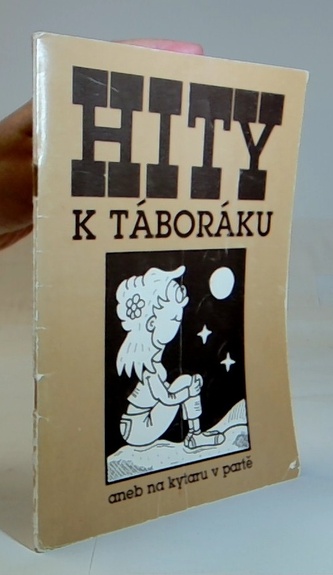 HITY
K TÁBORÁKU
aneb na kytaru v partě